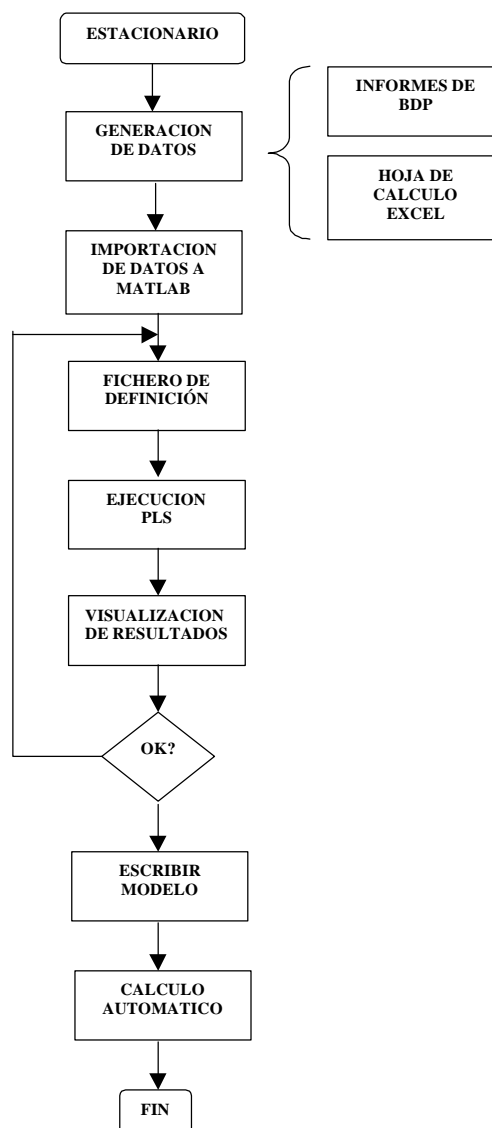 ESTACIONARIO
GENERACION
DE DATOS
INFORMES DE
BDP
HOJA DE
CALCULO
EXCEL
IMPORTACION
DE DATOS A
MATLAB
FICHERO DE
DEFINICIÓN
EJECUCION
PLS
VISUALIZACION
DE RESULTADOS
OK?
ESCRIBIR
MODELO
CALCULO
AUTOMATICO
FIN